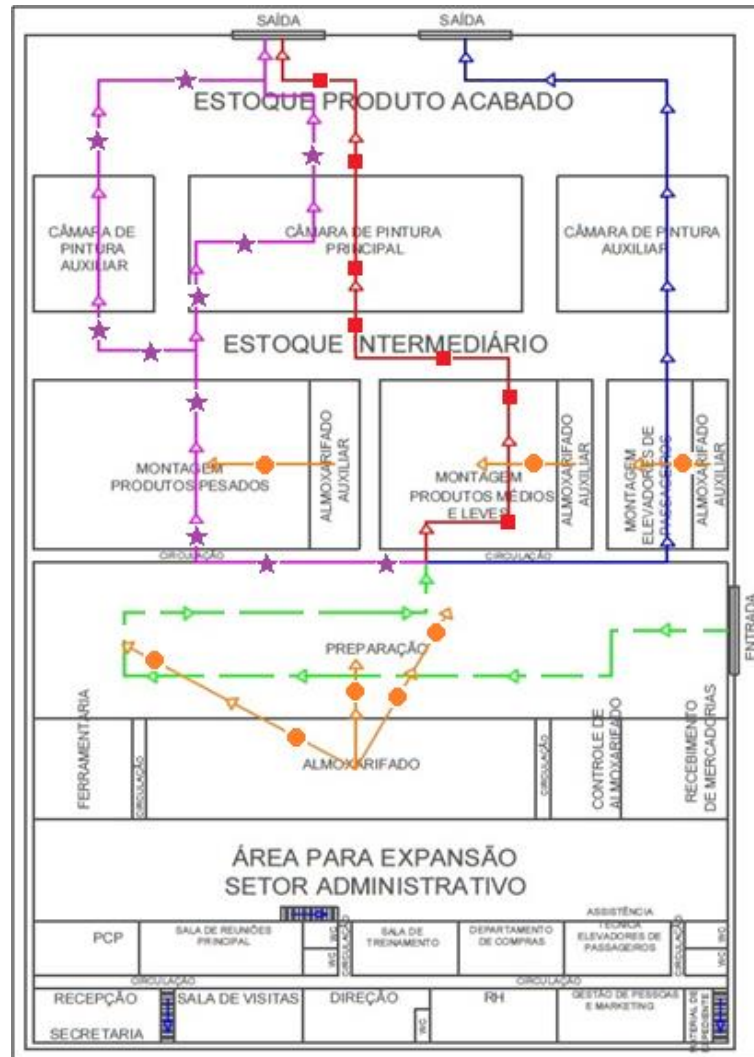 SAÍDA
SAÍDA
ESTOQUE PRODUTO ACABADO
CÂMARA DE
PINTURA
AUXILIAR
CÂMARA DE PINTURA
PRINCIPAL
CÂMARA DE PINTURA
AUXILIAR
ESTOQUE INTERMEDIÁRIO
MONTAGEM
PRODUTOS PESADOS
ALMOXARIFADO
AUXILIAR
MONTAGEM
PRODUTOS MÉDIOS
E LEVES
ALMOXARIFADO
AUXILIAR
MONTAGEM
ELEVADORES DE
PASSAGEIROS
ALMOXARIFADO
AUXILIAR
CIRCULAÇÃO
CIRCULAÇÃO
ENTRADA
PREPARAÇÃO
FERRAMENTARIA
CIRCULAÇÃO
ALMOXARIFADO
CIRCULAÇÃO
CONTROLE DE
ALMOXARIFADO
RECEBIMENTO
DE MERCADORIAS
ÁREA PARA EXPANSÃO
SETOR ADMINISTRATIVO
PCP
SALA DE REUNIÕES
PRINCIPAL
WC
WC
CIRCULAÇÃO
SALA DE
TREINAMENTO
DEPARTAMENTO
DE COMPRAS
ASSISTÊNCIA
TÉCNICA
ELEVADORES DE
PASSAGEIROS
CIRCULAÇÃO
WC
WC
CIRCULAÇÃO
CIRCULAÇÃO
RECEPÇÃO
SECRETARIA
SALA DE VISITAS
DIREÇÃO
WC
RH
GESTÃO DE PESSOAS
E MARKETING
MATERIAL DE
EXPEDIENTE